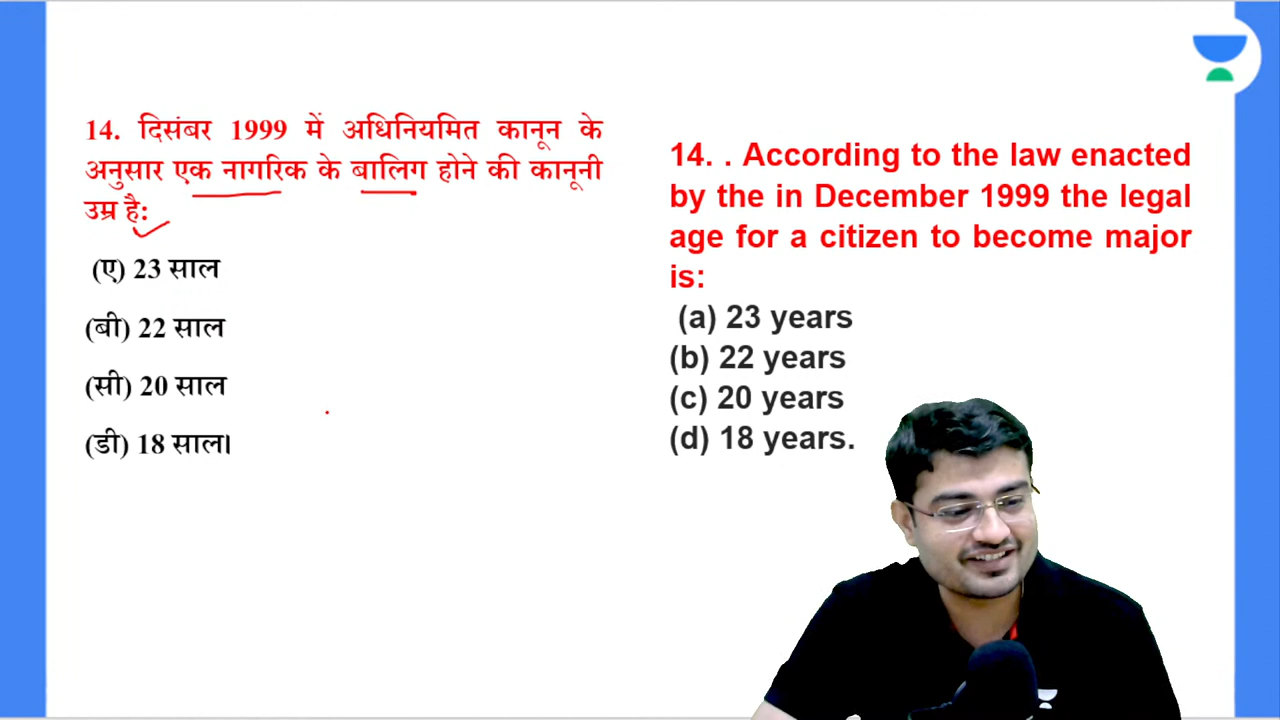 14. दिसंबर 1999 में अधिनियमित कानून के
अनुसार एक नागरिक के बालिग होने की कानूनी
उम्र है:
(ए) 23 साल
(बी) 22 साल
(सी) 20 साल
(डी) 18 साल।
14. . According to the law enacted
by the in December 1999 the legal
age for a citizen to become major
is:
(a) 23 years
(b) 22 years
(c) 20 years
(d) 18 years.